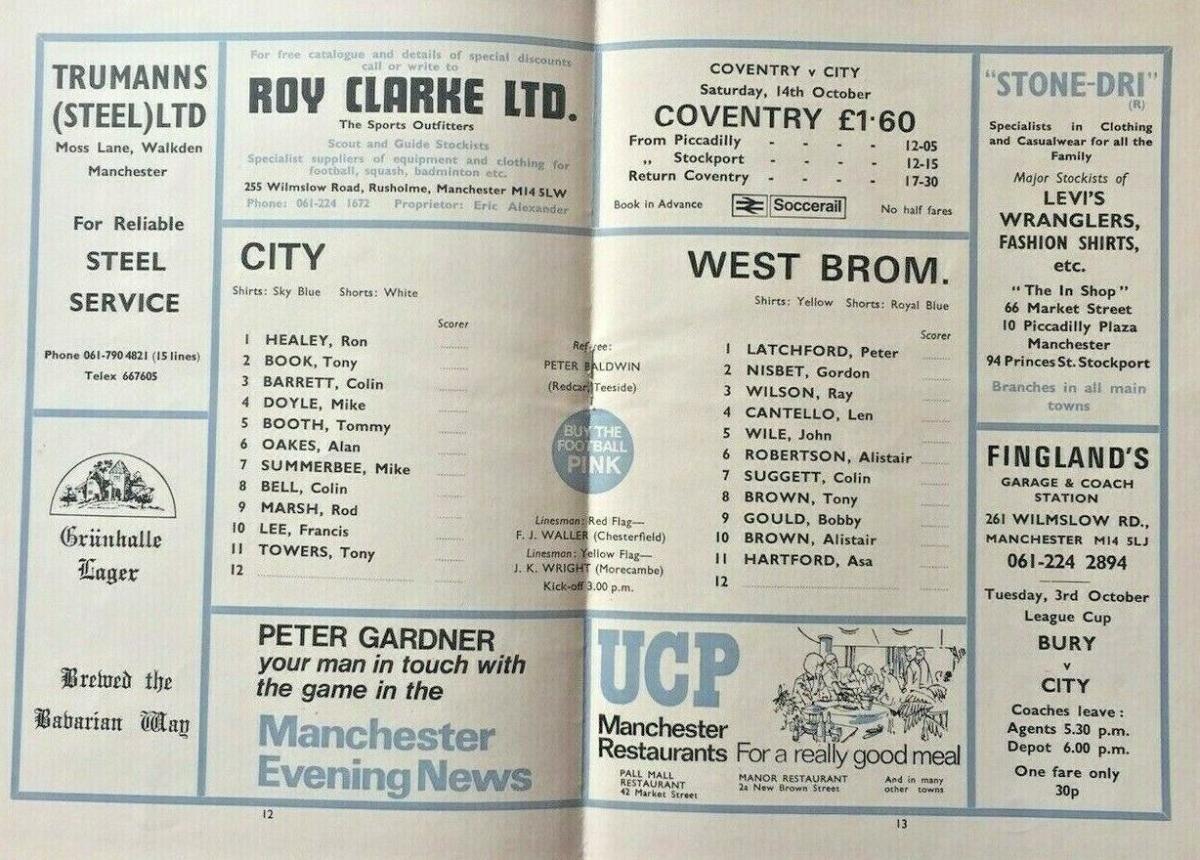 TRUMANNS
(STEEL) LTD
Moss Lane, Walkden
Manchester
For Reliable
STEEL
SERVICE
Phone 061-790 4821 (15 lines)
Telex 667605
Grünhalle
Lager
Brewed the
Babarian Way
For free catalogue and details of special discounts
call or write to
ROY CLARKE LTD.
The Sports Outfitters
Scout and Guide Stockists
Specialist suppliers of equipment and clothing for
football, squash, badminton etc.
255 Wilmslow Road, Rusholme, Manchester M14 5LW
Phone: 061-224 1672 Proprietor: Eric Alexander
COVENTRY v CITY
Saturday, 14th October
COVENTRY £1·60
From Piccadilly - - - - 12-05
„ Stockport - - - - 12-15
Return Coventry - - - - 17-30
Book in Advance Soccerail No half fares
CITY
Shirts: Sky Blue Shorts: White
Scorer
1 HEALEY, Ron
2 BOOK, Tony
3 BARRETT, Colin
4 DOYLE, Mike
5 BOOTH, Tommy
6 OAKES, Alan
7 SUMMERBEE, Mike
8 BELL, Colin
9 MARSH, Rod
10 LEE, Francis
11 TOWERS, Tony
12
Referee:
PETER BALDWIN
(Redcar, Teeside)
BUY THE
FOOTBALL
PINK
Linesman: Red Flag—
F. J. WALLER (Chesterfield)
Linesman: Yellow Flag—
J. K. WRIGHT (Morecambe)
Kick-off 3.00 p.m.
WEST BROM.
Shirts: Yellow Shorts: Royal Blue
Scorer
1 LATCHFORD, Peter
2 NISBET, Gordon
3 WILSON, Ray
4 CANTELLO, Len
5 WILE, John
6 ROBERTSON, Alistair
7 SUGGETT, Colin
8 BROWN, Tony
9 GOULD, Bobby
10 BROWN, Alistair
11 HARTFORD, Asa
12
PETER GARDNER
your man in touch with
the game in the
Manchester
Evening News
UCP
Manchester
Restaurants For a really good meal
PALL MALL
RESTAURANT
42 Market Street
MANOR RESTAURANT
2a New Brown Street
And in many
other towns
"STONE-DRI"
(R)
Specialists in Clothing
and Casualwear for all the
Family
Major Stockists of
LEVI'S
WRANGLERS,
FASHION SHIRTS,
etc.
"The In Shop"
66 Market Street
10 Piccadilly Plaza
Manchester
94 Princes St. Stockport
Branches in all main
towns
FINGLAND'S
GARAGE & COACH
STATION
261 WILMSLOW RD.,
MANCHESTER M14 5LJ
061-224 2894
Tuesday, 3rd October
League Cup
BURY
v
CITY
Coaches leave:
Agents 5.30 p.m.
Depot 6.00 p.m.
One fare only
30p
12
13